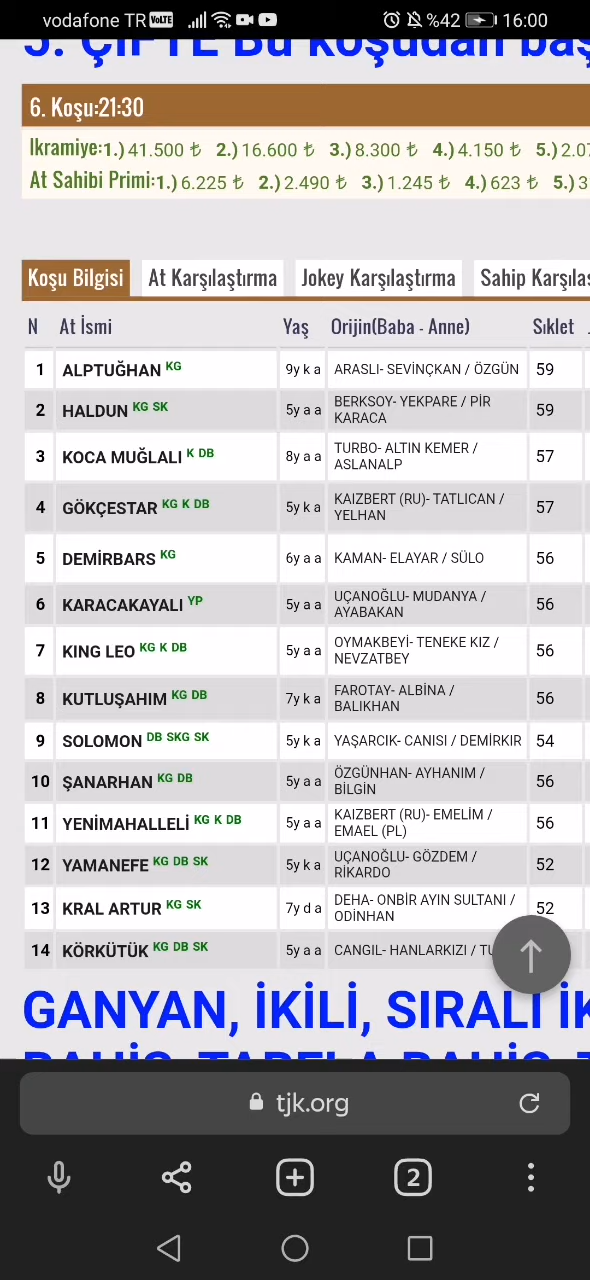 vodafone TR VoLTE %42 16:00
5. ÇİFTE Bu koşudan baş
6. Koşu:21:30
Ikramiye:1.) 41.500 ₺ 2.) 16.600 ₺ 3.) 8.300 ₺ 4.) 4.150 ₺ 5.) 2.07
At Sahibi Primi:1.) 6.225 ₺ 2.) 2.490 ₺ 3.) 1.245 ₺ 4.) 623 ₺ 5.) 3
Koşu Bilgisi At Karşılaştırma Jokey Karşılaştırma Sahip Karşılaş
N At İsmi Yaş Orijin(Baba - Anne) Sıklet
1 ALPTUĞHAN KG 9y k a ARASLI- SEVİNÇKAN / ÖZGÜN 59
2 HALDUN KG SK 5y a a BERKSOY- YEKPARE / PİR KARACA 59
3 KOCA MUĞLALI K DB 8y a a TURBO- ALTIN KEMER / ASLANALP 57
4 GÖKÇESTAR KG K DB 5y k a KAIZBERT (RU)- TATLICAN / YELHAN 57
5 DEMİRBARS KG 6y a a KAMAN- ELAYAR / SÜLO 56
6 KARACAKAYALI YP 5y a a UÇANOĞLU- MUDANYA / AYABAKAN 56
7 KING LEO KG K DB 5y a a OYMAKBEYİ- TENEKE KIZ / NEVZATBEY 56
8 KUTLUŞAHIM KG DB 7y k a FAROTAY- ALBİNA / BALIKHAN 56
9 SOLOMON DB SKG SK 5y k a YAŞARCIK- CANISI / DEMİRKIR 54
10 ŞANARHAN KG DB 5y a a ÖZGÜNHAN- AYHANIM / BİLGİN 56
11 YENİMAHALLELİ KG K DB 5y a a KAIZBERT (RU)- EMELİM / EMAEL (PL) 56
12 YAMANEFE KG DB SK 5y k a UÇANOĞLU- GÖZDEM / RİKARDO 52
13 KRAL ARTUR KG SK 7y d a DEHA- ONBİR AYIN SULTANI / ODİNHAN 52
14 KÖRKÜTÜK KG DB SK 5y a a CANGIL- HANLARKIZI / TU
GANYAN, İKİLİ, SIRALI İK
BAHİS, TABELA BAHİS,
tjk.org
2